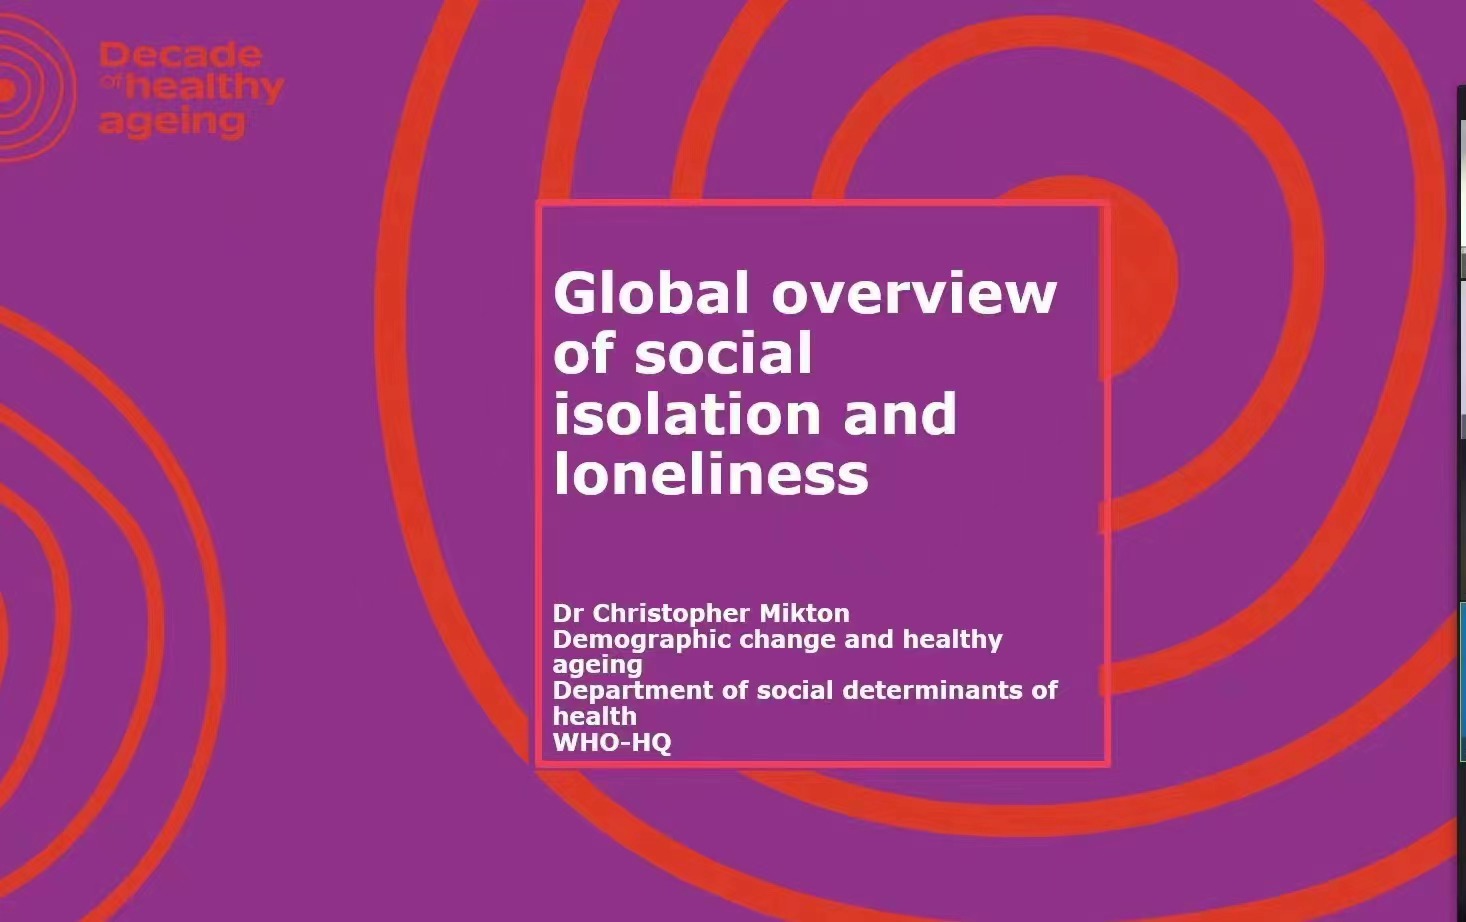 Decade
of healthy
ageing
Global overview
of social
isolation and
loneliness
Dr Christopher Mikton
Demographic change and healthy
ageing
Department of social determinants of
health
WHO-HQ